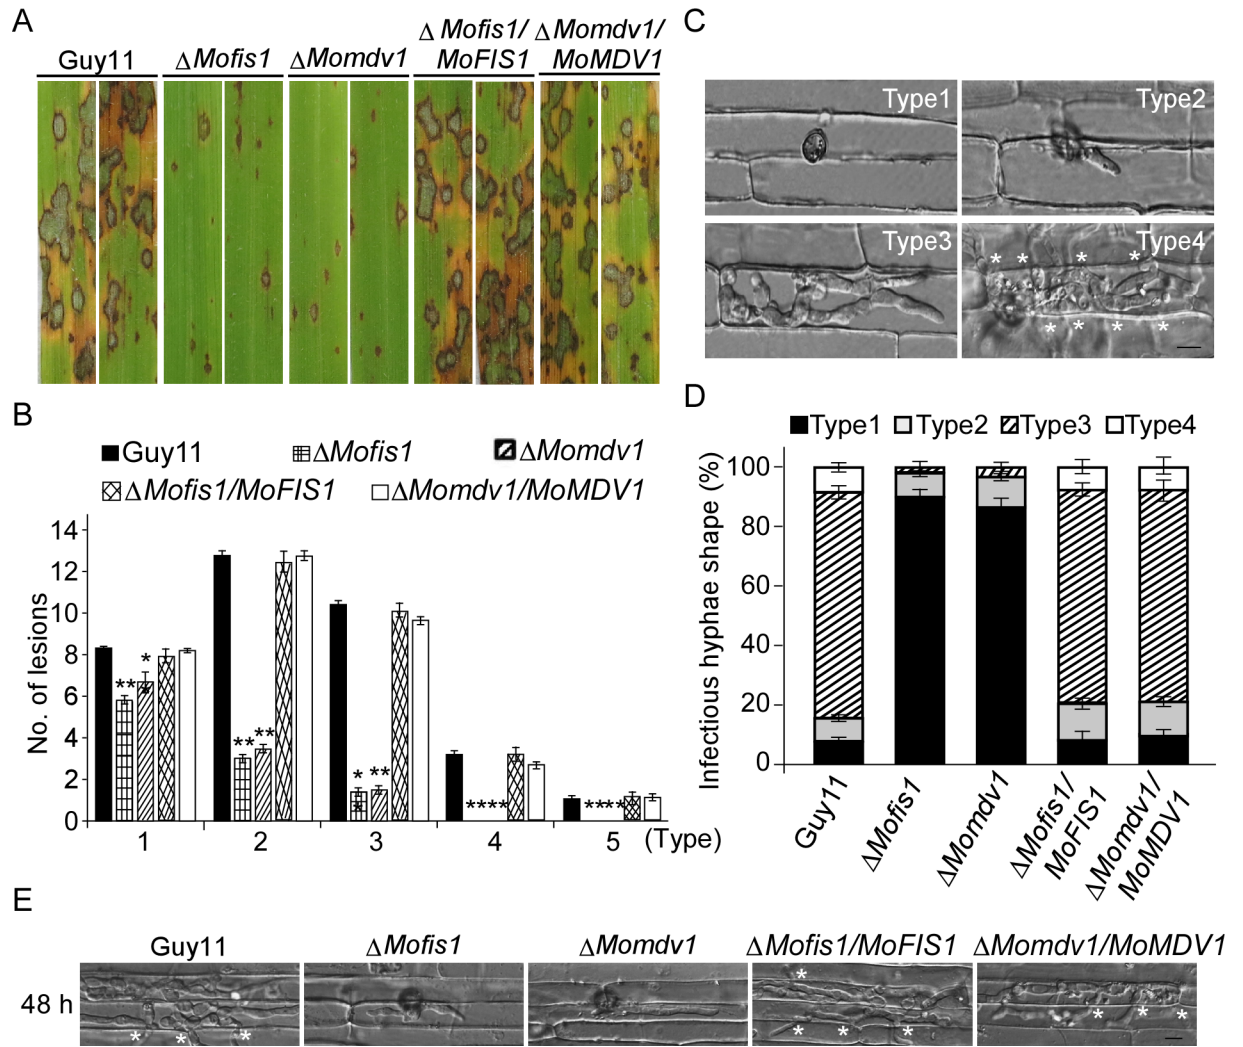 A
Guy11
ΔMofis1
ΔMomdv1
ΔMofis1/
MoFIS1
ΔMomdv1/
MoMDV1
B
Guy11
ΔMofis1
ΔMomdv1
ΔMofis1/MoFIS1
ΔMomdv1/MoMDV1
No. of lesions
14
12
10
8
6
4
2
0
**
*
**
**
*
*
**
****
****
1
2
3
4
5
(Type)
C
Type1
Type2
Type3
Type4
* * * *
* * * *
D
Type1
Type2
Type3
Type4
Infectious hyphae shape (%)
100
80
60
40
20
0
Guy11
ΔMofis1
ΔMomdv1
ΔMofis1/
MoFIS1
ΔMomdv1/
MoMDV1
E
Guy11
ΔMofis1
ΔMomdv1
ΔMofis1/MoFIS1
ΔMomdv1/MoMDV1
48 h
* * *
*
* * *
* * *